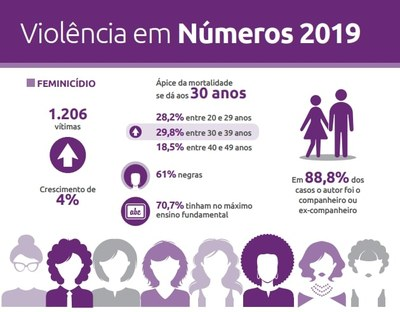 Violência em Números 2019
FEMINICÍDIO
1.206
vítimas
Crescimento de
4%
Ápice da mortalidade
se dá aos 30 anos
28,2% entre 20 e 29 anos
29,8% entre 30 e 39 anos
18,5% entre 40 e 49 anos
61% negras
abc
70,7% tinham no máximo
ensino fundamental
Em 88,8% dos
casos o autor foi o
companheiro ou
ex-companheiro